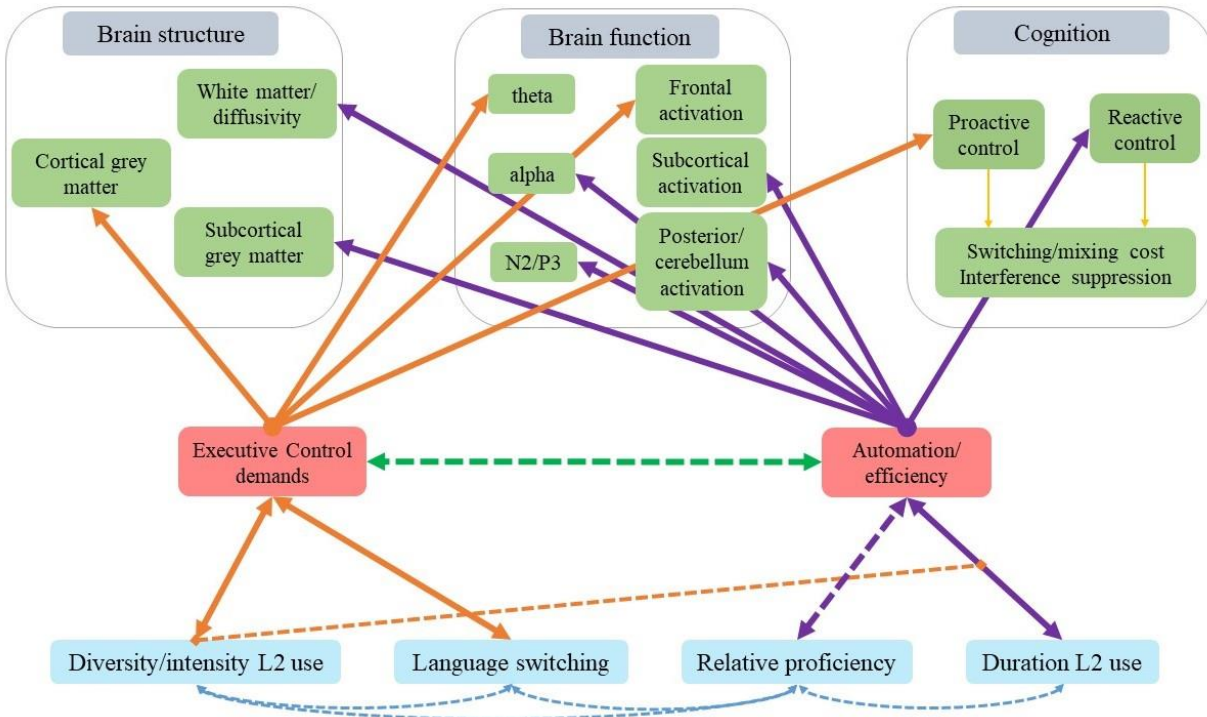 Brain structure
White matter/
diffusivity
Cortical grey
matter
Subcortical
grey matter
Brain function
theta
Frontal
activation
alpha
Subcortical
activation
N2/P3
Posterior/
cerebellum
activation
Cognition
Proactive
control
Reactive
control
Switching/mixing cost
Interference suppression
Executive Control
demands
Automation/
efficiency
Diversity/intensity L2 use
Language switching
Relative proficiency
Duration L2 use